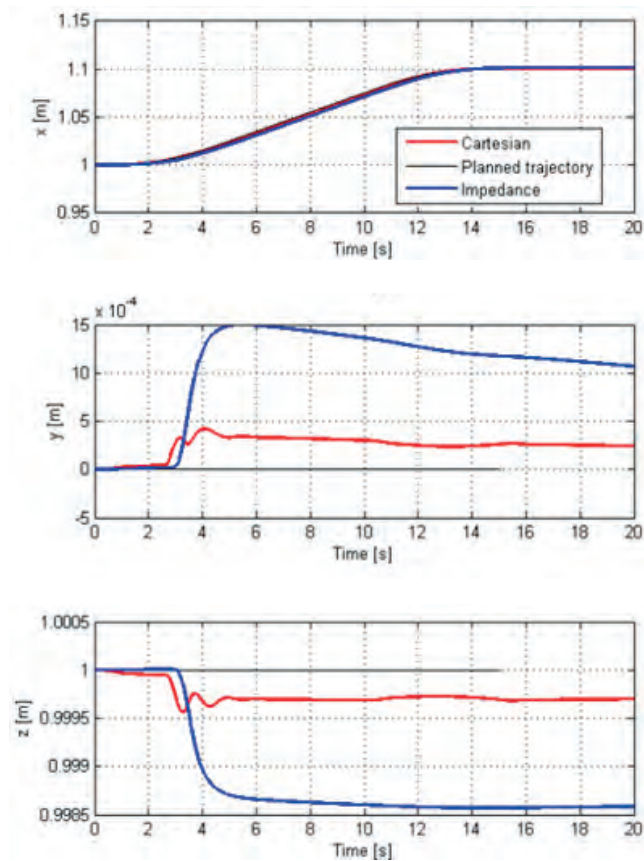 1.15
1.1
1.05
1
0.95
x [m]
Cartesian
Planned trajectory
Impedance
0 2 4 6 8 10 12 14 16 18 20
Time [s]
x 10⁻⁴
15
10
5
0
-5
y [m]
0 2 4 6 8 10 12 14 16 18 20
Time [s]
1.0005
1
0.9995
0.999
0.9985
z [m]
0 2 4 6 8 10 12 14 16 18 20
Time [s]